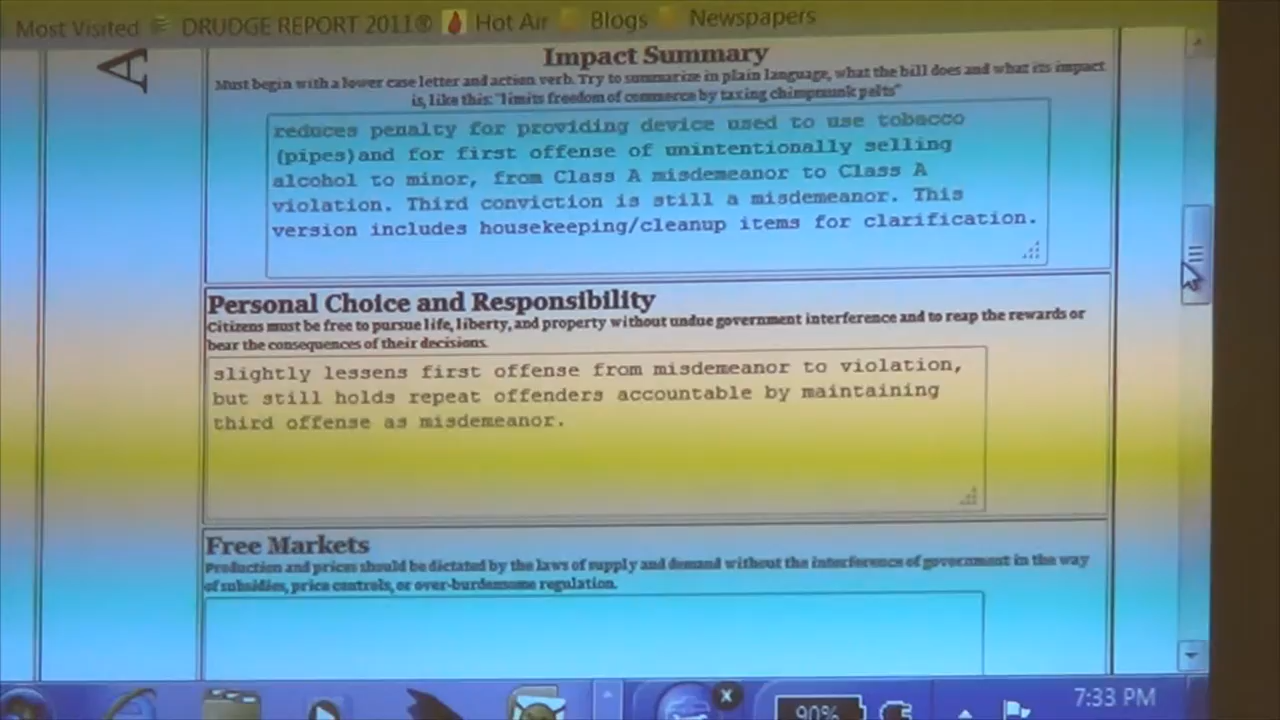 Most Visited DRUDGE REPORT 2011® Hot Air Blogs Newspapers
A
Impact Summary
Must begin with a lower case letter and action verb. Try to summarize in plain language, what the bill does and what its impact
is, like this: "limits freedom of commerce by taxing chimpmunk pelts"
reduces penalty for providing device used to use tobacco
(pipes)and for first offense of unintentionally selling
alcohol to minor, from Class A misdemeanor to Class A
violation. Third conviction is still a misdemeanor. This
version includes housekeeping/cleanup items for clarification.
Personal Choice and Responsibility
Citizens must be free to pursue life, liberty, and property without undue government interference and to reap the rewards or
bear the consequences of their decisions.
slightly lessens first offense from misdemeanor to violation,
but still holds repeat offenders accountable by maintaining
third offense as misdemeanor.
Free Markets
Production and prices should be dictated by the laws of supply and demand without the interference of government in the way
of subsidies, price controls, or over-burdensome regulation.
90%
7:33 PM